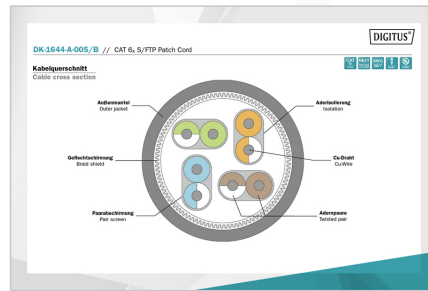 DIGITUS®
DK-1644-A-005/B // CAT 6A S/FTP Patch Cord
Kabelquerschnitt
Cable cross section
Außenmantel
Outer jacket
Aderisolierung
Isolation
Geflechtschirmung
Braid shield
Cu-Draht
Cu-Wire
Paarabschirmung
Pair screen
Adernpaare
Twisted pair